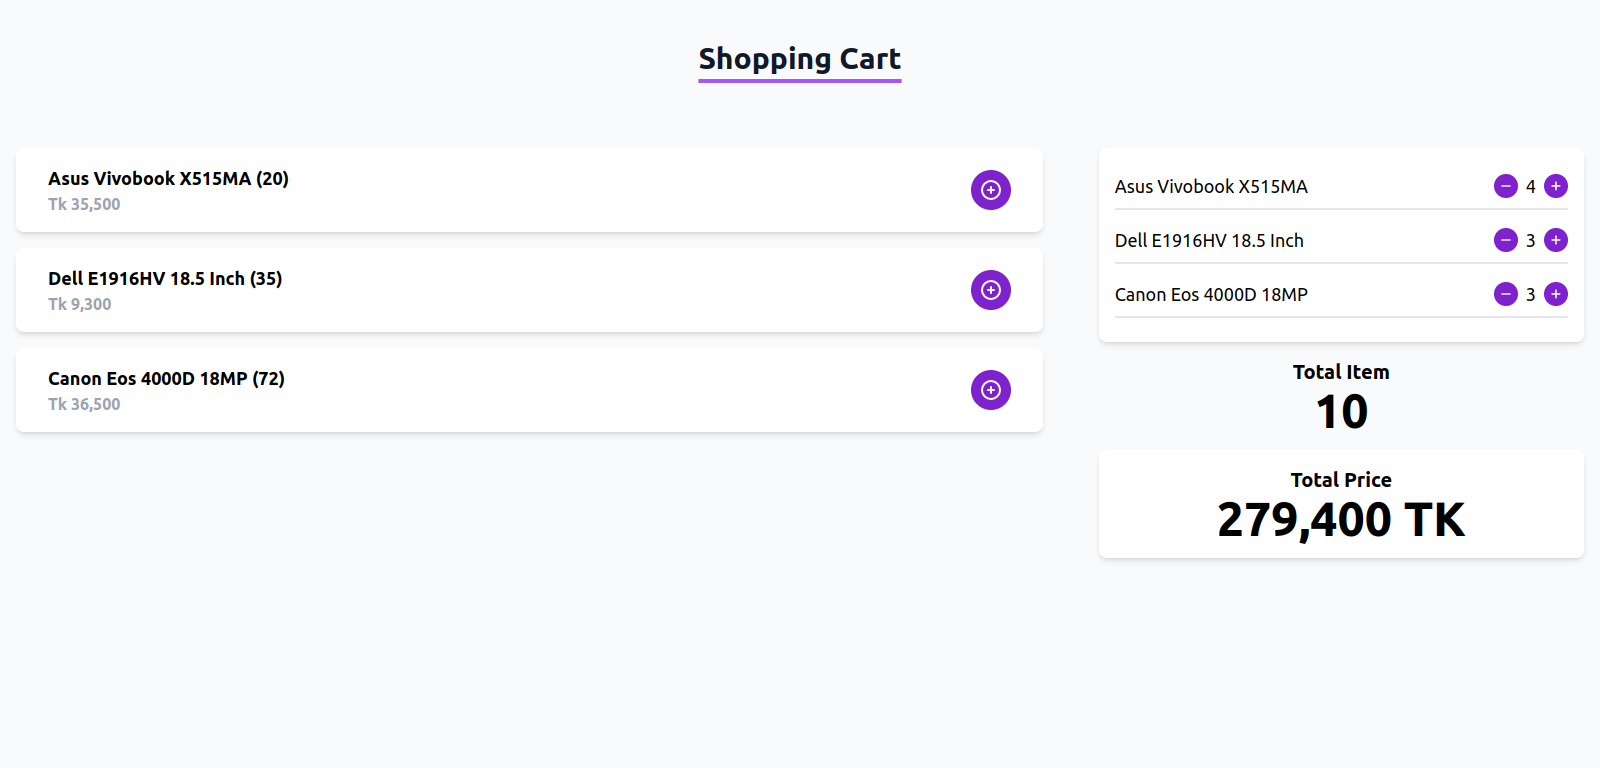 Shopping Cart
Asus Vivobook X515MA (20)
Tk 35,500
Dell E1916HV 18.5 Inch (35)
Tk 9,300
Canon Eos 4000D 18MP (72)
Tk 36,500
Asus Vivobook X515MA 4
Dell E1916HV 18.5 Inch 3
Canon Eos 4000D 18MP 3
Total Item
10
Total Price
279,400 TK